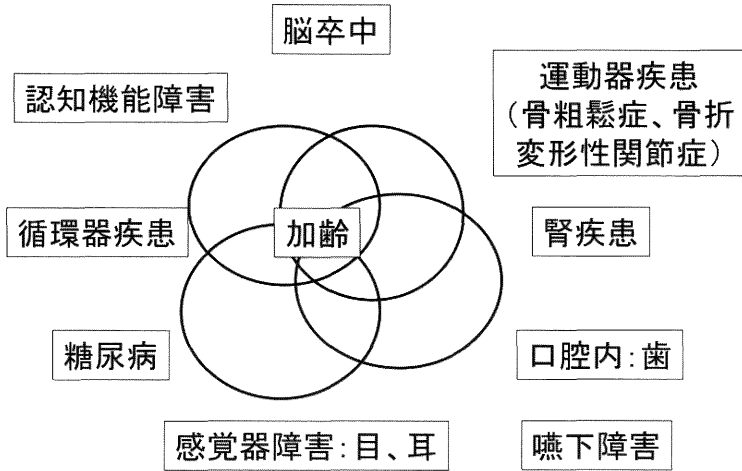 脳卒中
認知機能障害
運動器疾患
（骨粗鬆症、骨折
変形性関節症）
循環器疾患
加齢
腎疾患
糖尿病
口腔内：歯
感覚器障害：目、耳
嚥下障害